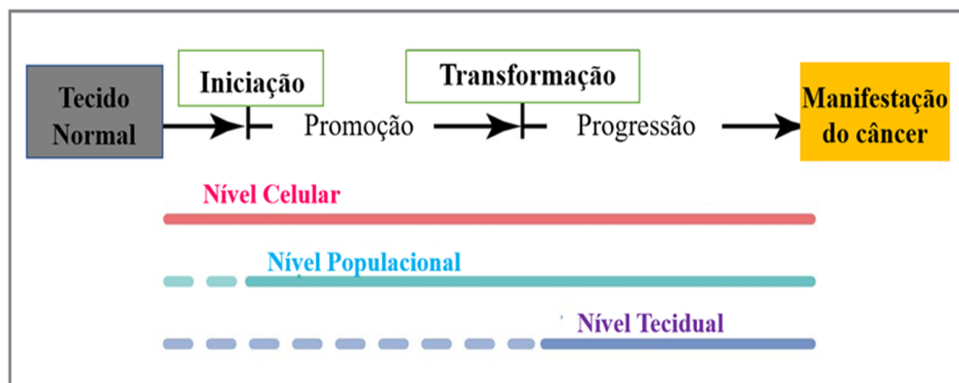 Tecido
Normal
Iniciação
Promoção
Transformação
Progressão
Manifestação
do câncer
Nível Celular
Nível Populacional
Nível Tecidual